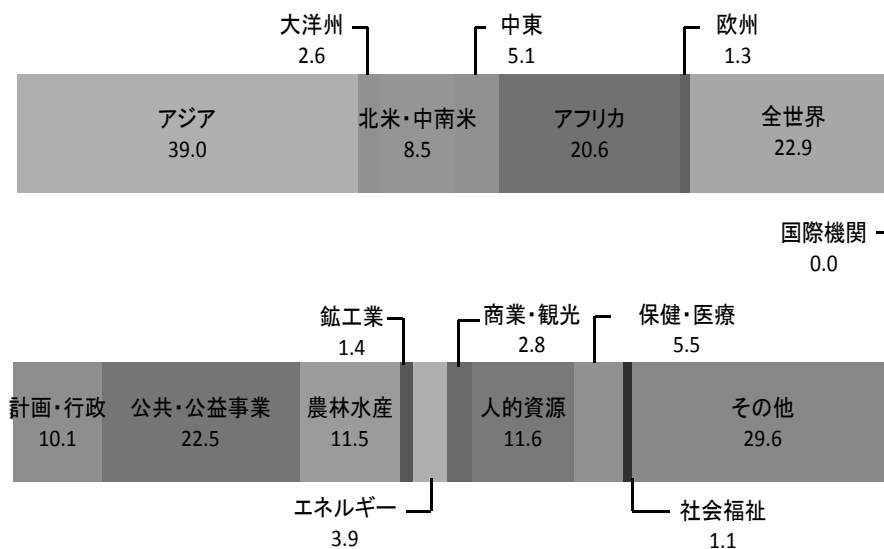 大洋州
2.6
中東
5.1
欧州
1.3
アジア
39.0
北米・中南米
8.5
アフリカ
20.6
全世界
22.9
国際機関
0.0
鉱工業
1.4
商業・観光
2.8
保健・医療
5.5
計画・行政
10.1
公共・公益事業
22.5
農林水産
11.5
人的資源
11.6
その他
29.6
エネルギー
3.9
社会福祉
1.1